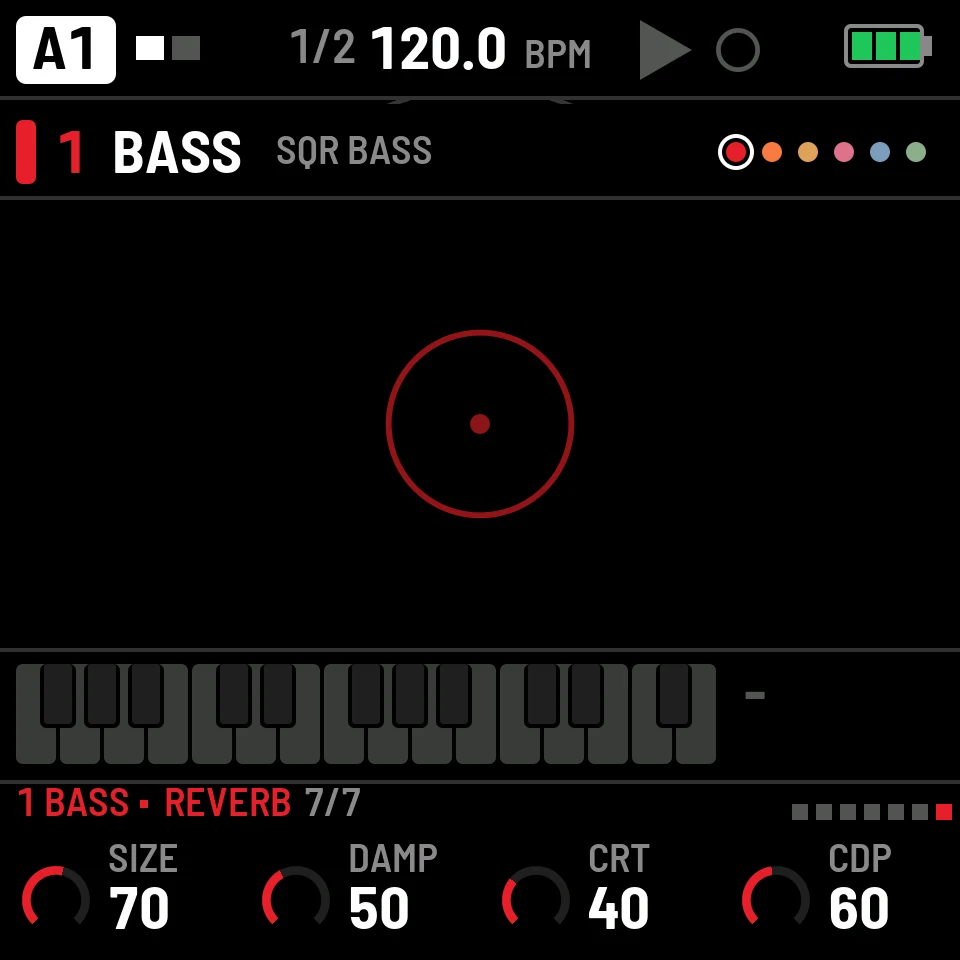 A1 1/2 120.0 BPM
1 BASS SQR BASS
-
1 BASS · REVERB 7/7
SIZE DAMP CRT CDP
70 50 40 60